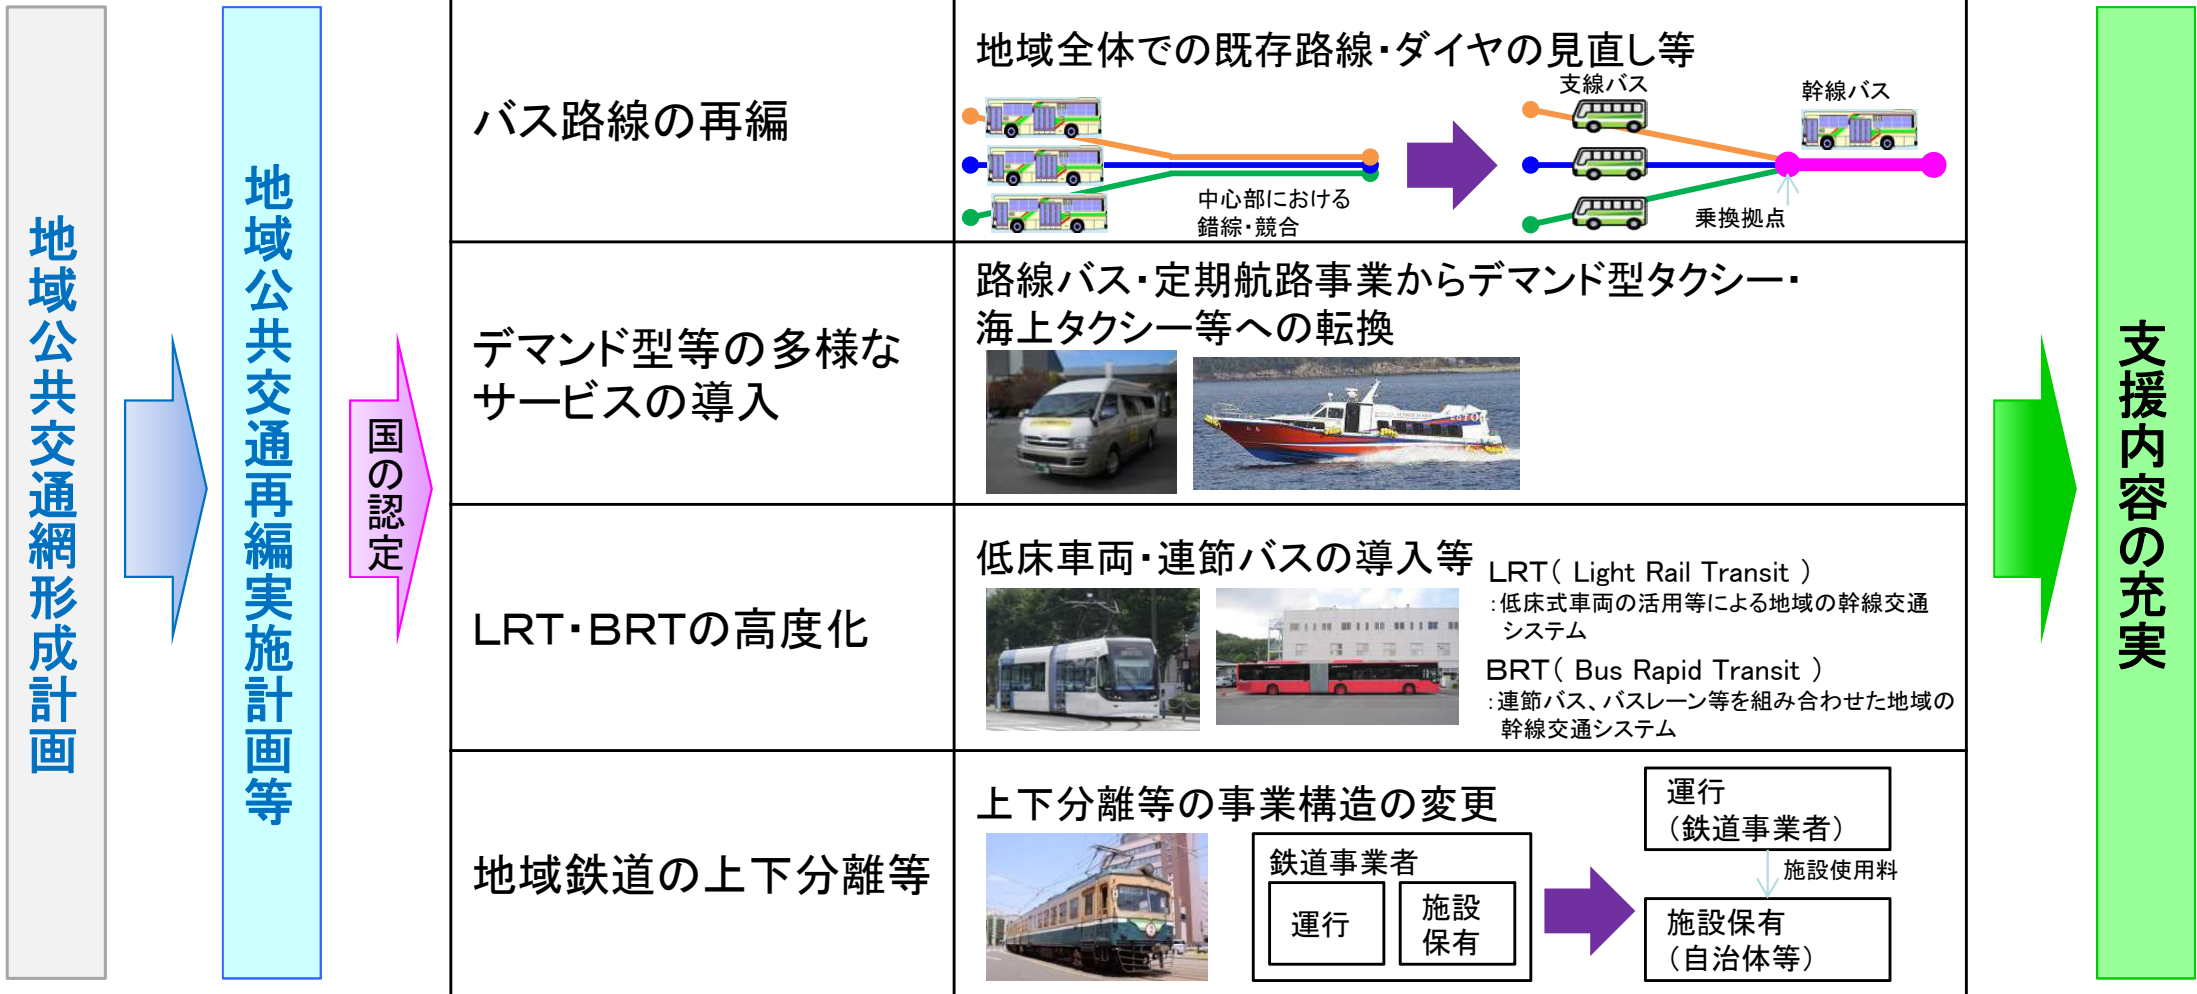 地域公共交通網形成計画
地域公共交通再編実施計画等
国の認定
バス路線の再編
地域全体での既存路線・ダイヤの見直し等
中心部における
錯綜・競合
支線バス
幹線バス
乗換拠点
デマンド型等の多様な
サービスの導入
路線バス・定期航路事業からデマンド型タクシー・
海上タクシー等への転換
LRT・BRTの高度化
低床車両・連節バスの導入等
LRT( Light Rail Transit )
:低床式車両の活用等による地域の幹線交通
システム
BRT( Bus Rapid Transit )
:連節バス、バスレーン等を組み合わせた地域の
幹線交通システム
地域鉄道の上下分離等
上下分離等の事業構造の変更
鉄道事業者
運行
施設
保有
運行
(鉄道事業者)
施設使用料
施設保有
(自治体等)
支援内容の充実